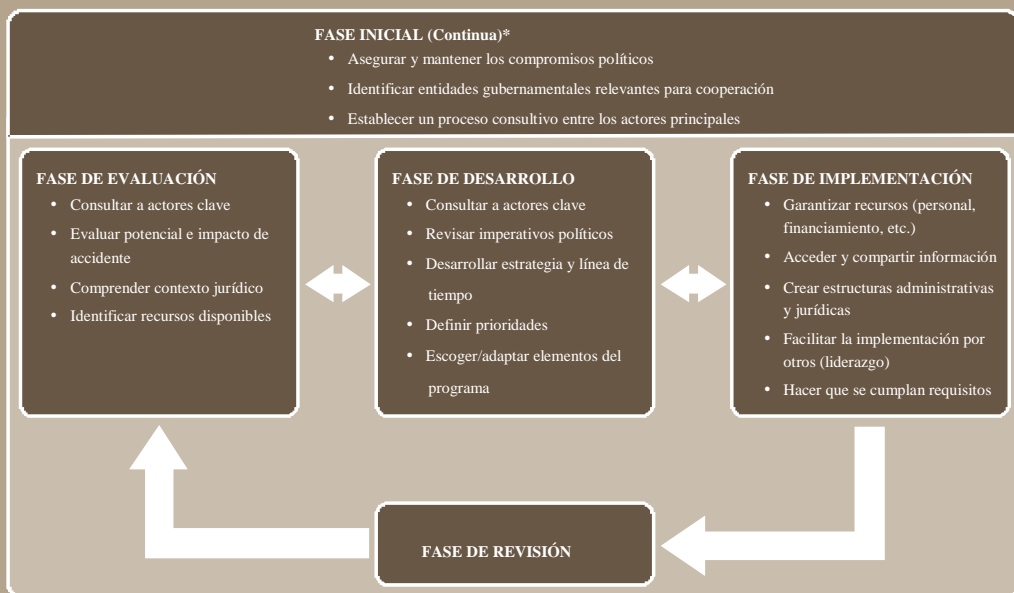 FASE INICIAL (Continua)*
• Asegurar y mantener los compromisos políticos
• Identificar entidades gubernamentales relevantes para cooperación
• Establecer un proceso consultivo entre los actores principales
FASE DE EVALUACIÓN
• Consultar a actores clave
• Evaluar potencial e impacto de
accidente
• Comprender contexto jurídico
• Identificar recursos disponibles
FASE DE DESARROLLO
• Consultar a actores clave
• Revisar imperativos políticos
• Desarrollar estrategia y línea de
tiempo
• Definir prioridades
• Escoger/adaptar elementos del
programa
FASE DE IMPLEMENTACIÓN
• Garantizar recursos (personal,
financiamiento, etc.)
• Acceder y compartir información
• Crear estructuras administrativas
y jurídicas
• Facilitar la implementación por
otros (liderazgo)
• Hacer que se cumplan requisitos
FASE DE REVISIÓN